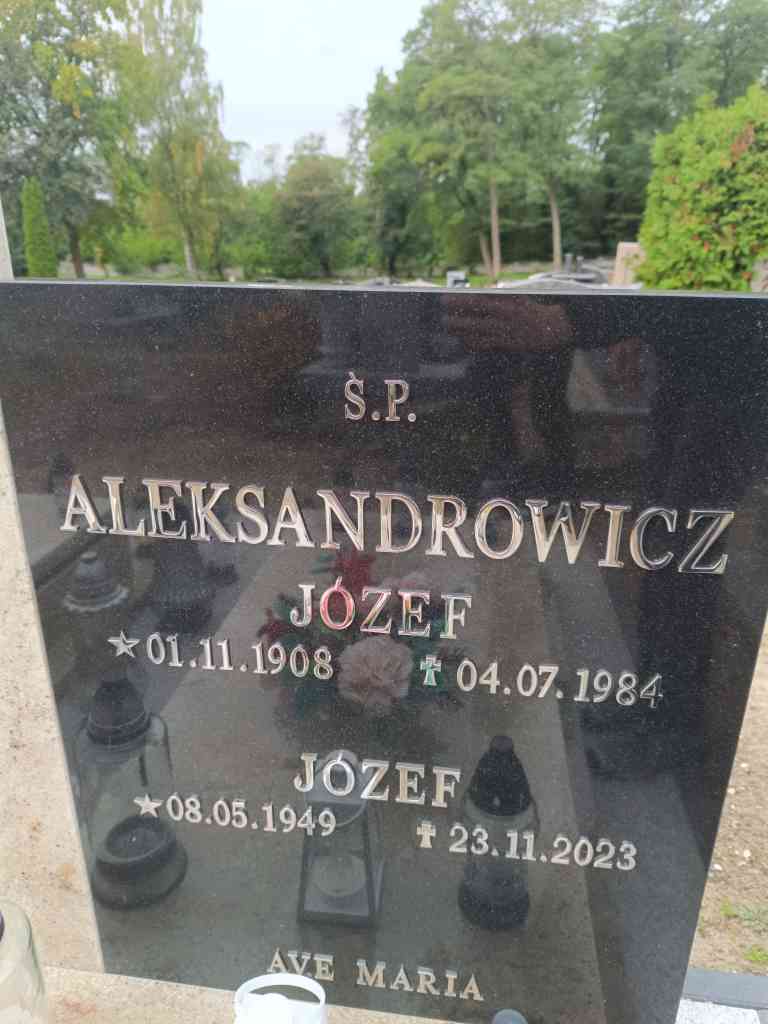 Ś.P.
ALEKSANDROWICZ
JÓZEF
★ 01.11.1908 ✝ 04.07.1984
JÓZEF
★ 08.05.1949 ✝ 23.11.2023
AVE MARIA